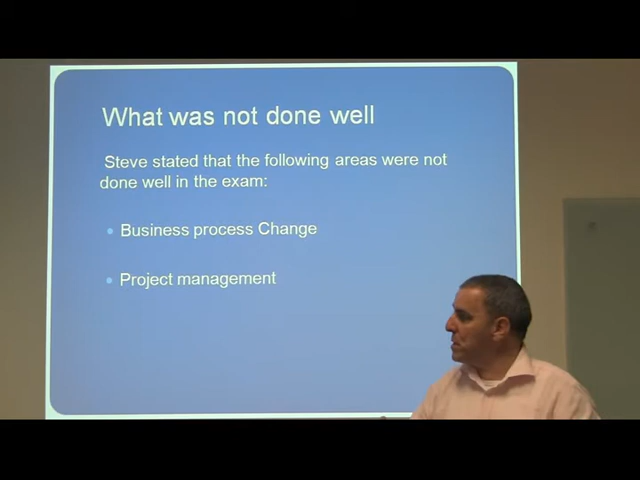 What was not done well
Steve stated that the following areas were not
done well in the exam:
Business process Change
Project management